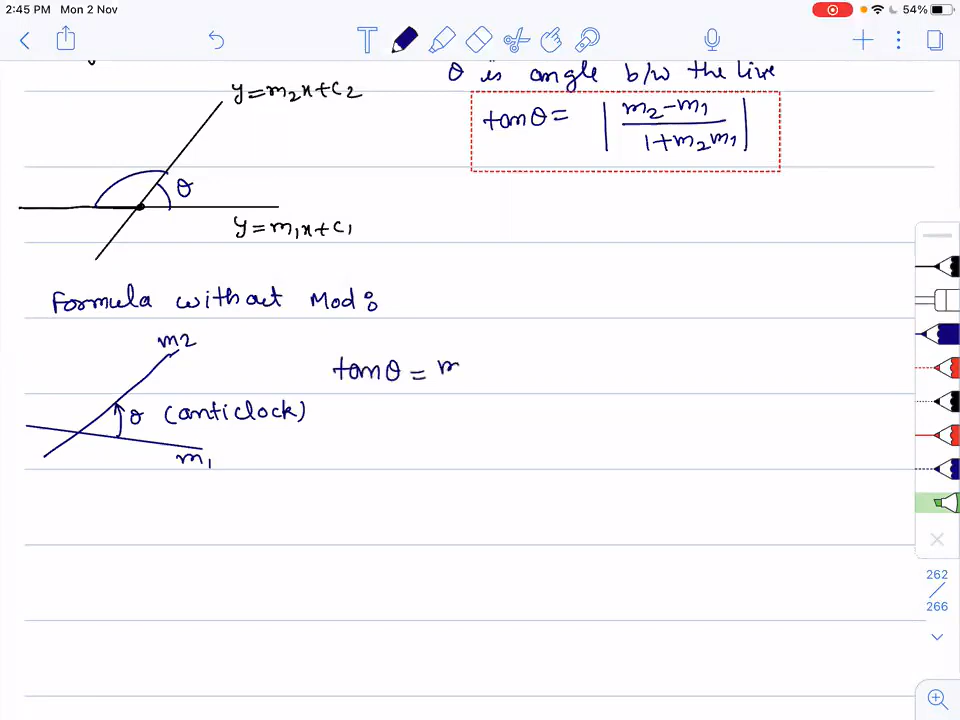 2:45 PM Mon 2 Nov
54%
θ is angle b/w the live
y=m₂x+c₂
tanθ = | m₂-m₁ / 1+m₂m₁ |
θ
y=m₁x+c₁
Formula without Mod:
m2
tanθ = m
θ (anticlock)
m₁
262
/
266